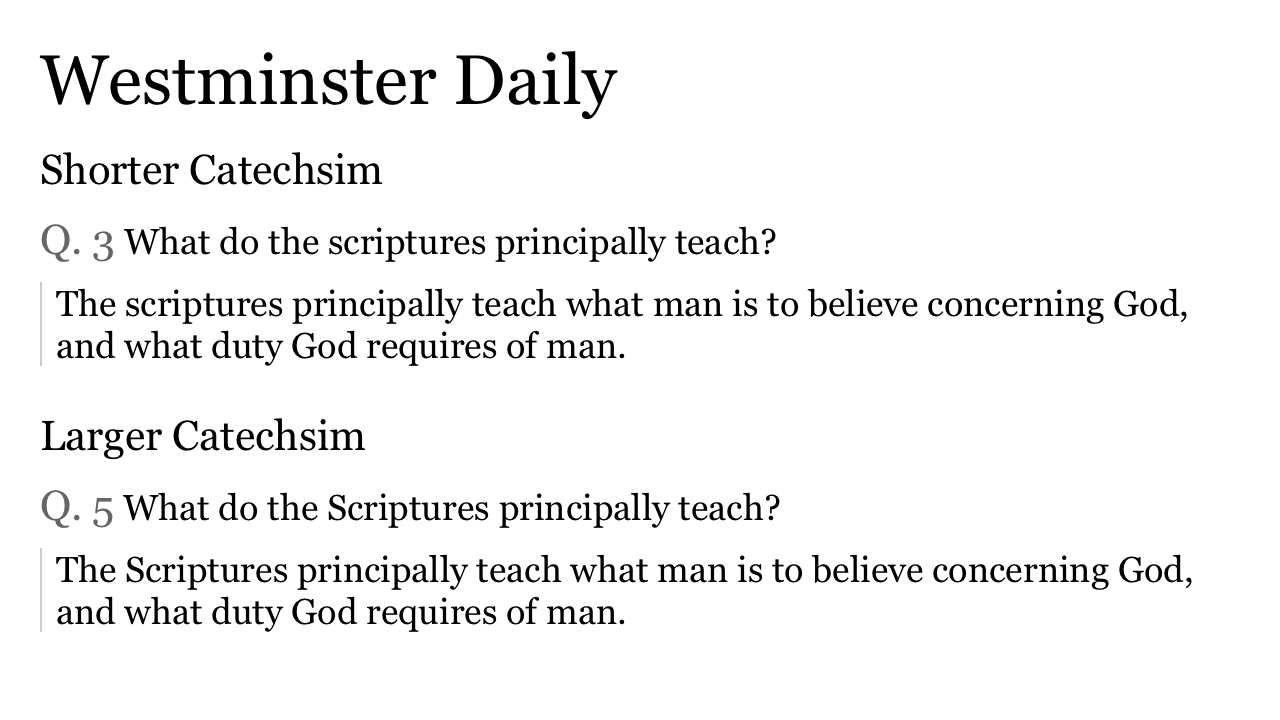 Westminster Daily
Shorter Catechsim
Q. 3 What do the scriptures principally teach?
The scriptures principally teach what man is to believe concerning God,
and what duty God requires of man.
Larger Catechsim
Q. 5 What do the Scriptures principally teach?
The Scriptures principally teach what man is to believe concerning God,
and what duty God requires of man.